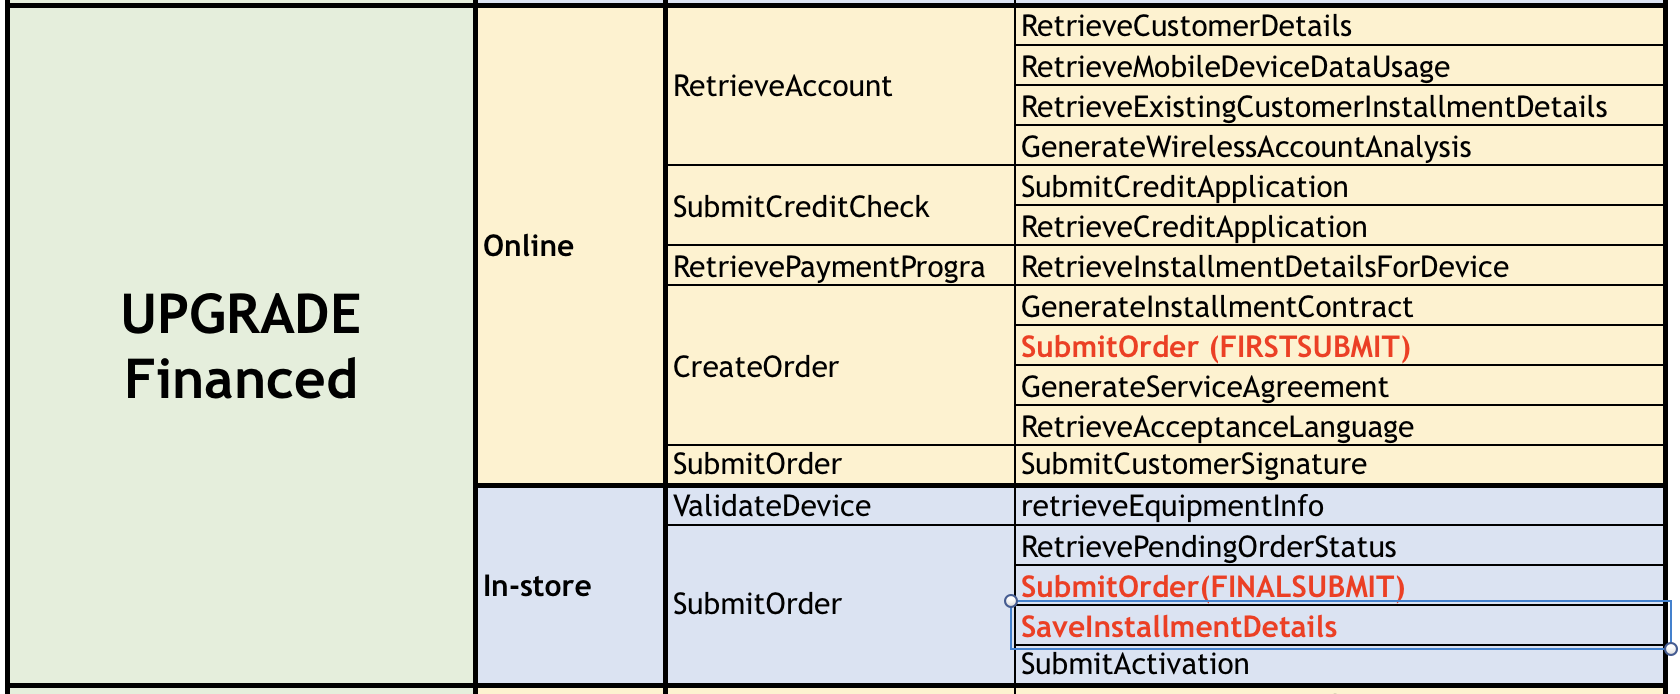 UPGRADE
Financed
Online
RetrieveAccount
RetrieveCustomerDetails
RetrieveMobileDeviceDataUsage
RetrieveExistingCustomerInstallmentDetails
GenerateWirelessAccountAnalysis
SubmitCreditCheck
SubmitCreditApplication
RetrieveCreditApplication
RetrievePaymentProgra
RetrieveInstallmentDetailsForDevice
CreateOrder
GenerateInstallmentContract
SubmitOrder (FIRSTSUBMIT)
GenerateServiceAgreement
RetrieveAcceptanceLanguage
SubmitOrder
SubmitCustomerSignature
In-store
ValidateDevice
retrieveEquipmentInfo
SubmitOrder
RetrievePendingOrderStatus
SubmitOrder(FINALSUBMIT)
SaveInstallmentDetails
SubmitActivation